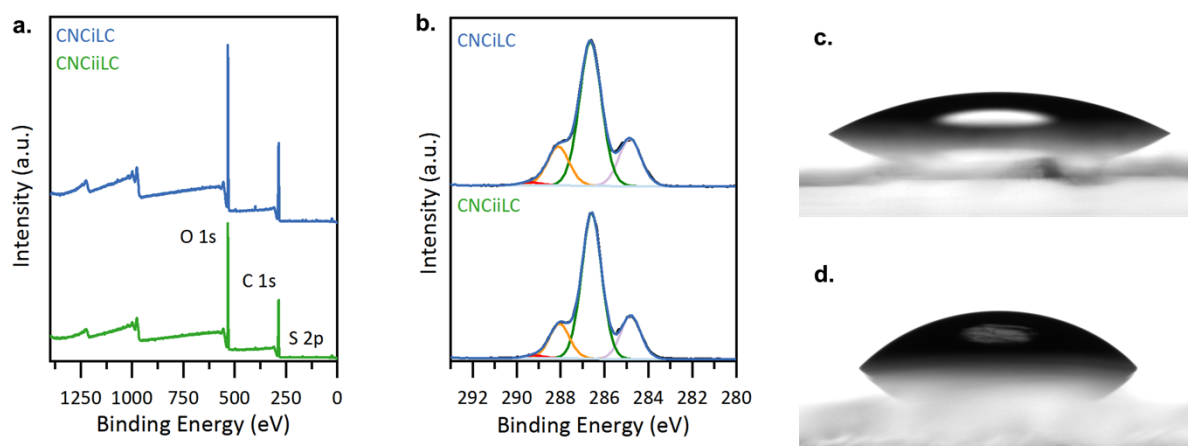 a.
CNCiLC
CNCiiLC
O 1s
C 1s
S 2p
Intensity (a.u.)
1250 1000 750 500 250 0
Binding Energy (eV)
b.
CNCiLC
CNCiiLC
Intensity (a.u.)
292 290 288 286 284 282 280
Binding Energy (eV)
c.
d.